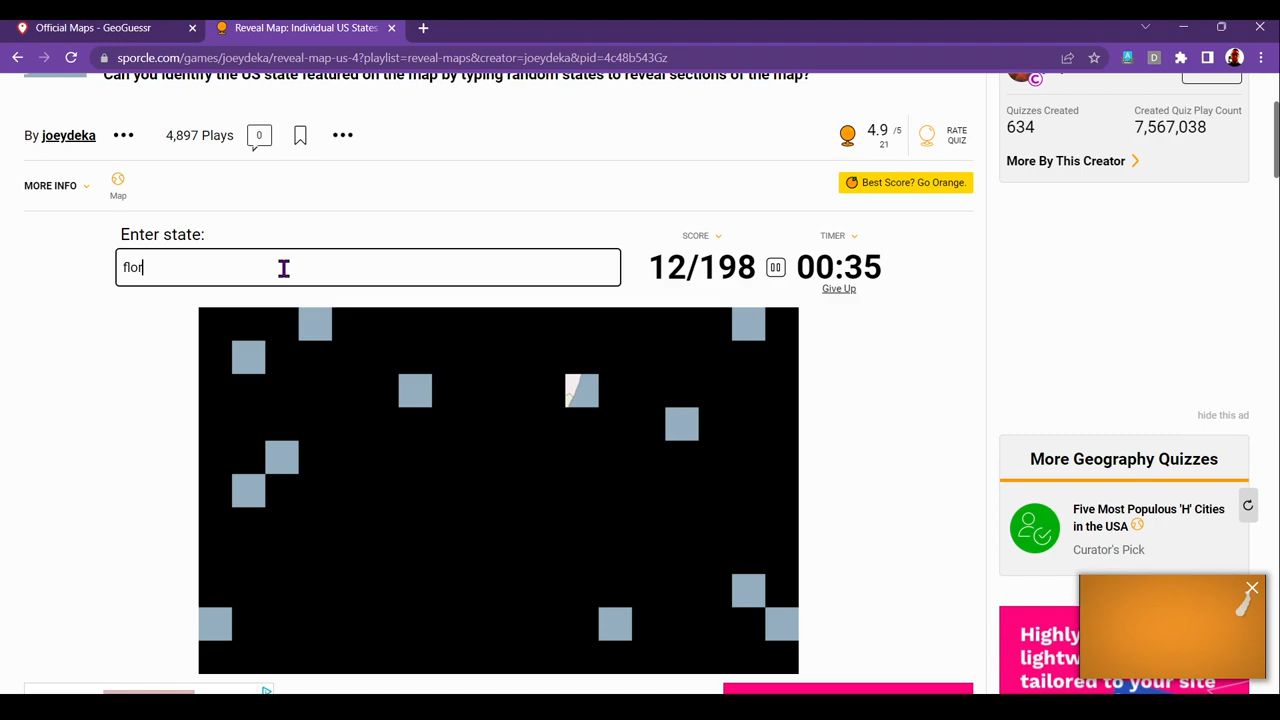 Official Maps - GeoGuessr
Reveal Map: Individual US States
sporcle.com/games/joeydeka/reveal-map-us-4?playlist=reveal-maps&creator=joeydeka&pid=4c48b543Gz
Can you identify the US state featured on the map by typing random states to reveal sections of the map?
By joeydeka
4,897 Plays
0
4.9 /5
21
RATE
QUIZ
MORE INFO
Map
Best Score? Go Orange.
Enter state:
flor
SCORE
12/198
TIMER
00:35
Give Up
C
Quizzes Created
634
Created Quiz Play Count
7,567,038
More By This Creator
hide this ad
More Geography Quizzes
Five Most Populous 'H' Cities
in the USA
Curator's Pick
Highly
lightw
tailored to your site